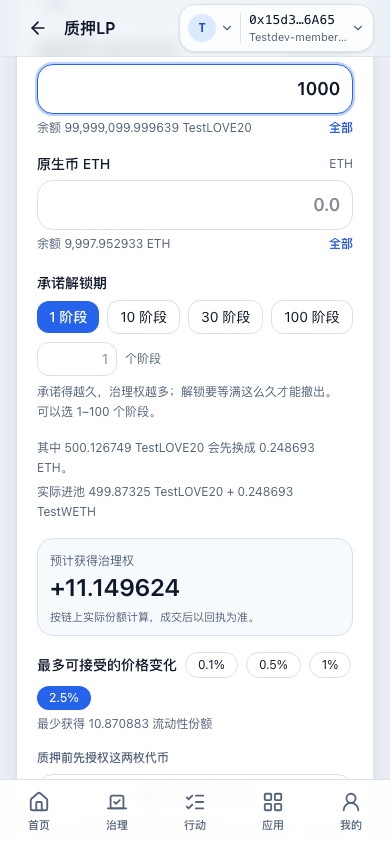 质押LP
T
0x15d3...6A65
Testdev-member...
1000
余额 99,999,099.999639 TestLOVE20
全部
原生币 ETH
ETH
0.0
余额 9,997.952933 ETH
全部
承诺解锁期
1 阶段
10 阶段
30 阶段
100 阶段
1
个阶段
承诺得越久，治理权越多；解锁要等满这么久才能撤出。
可以选 1–100 个阶段。
其中 500.126749 TestLOVE20 会先换成 0.248693
ETH。
实际进池 499.87325 TestLOVE20 + 0.248693
TestWETH
预计获得治理权
+11.149624
按链上实际份额计算，成交后以回执为准。
最多可接受的价格变化
0.1%
0.5%
1%
2.5%
最少获得 10.870883 流动性份额
质押前先授权这两枚代币
首页
治理
行动
应用
我的